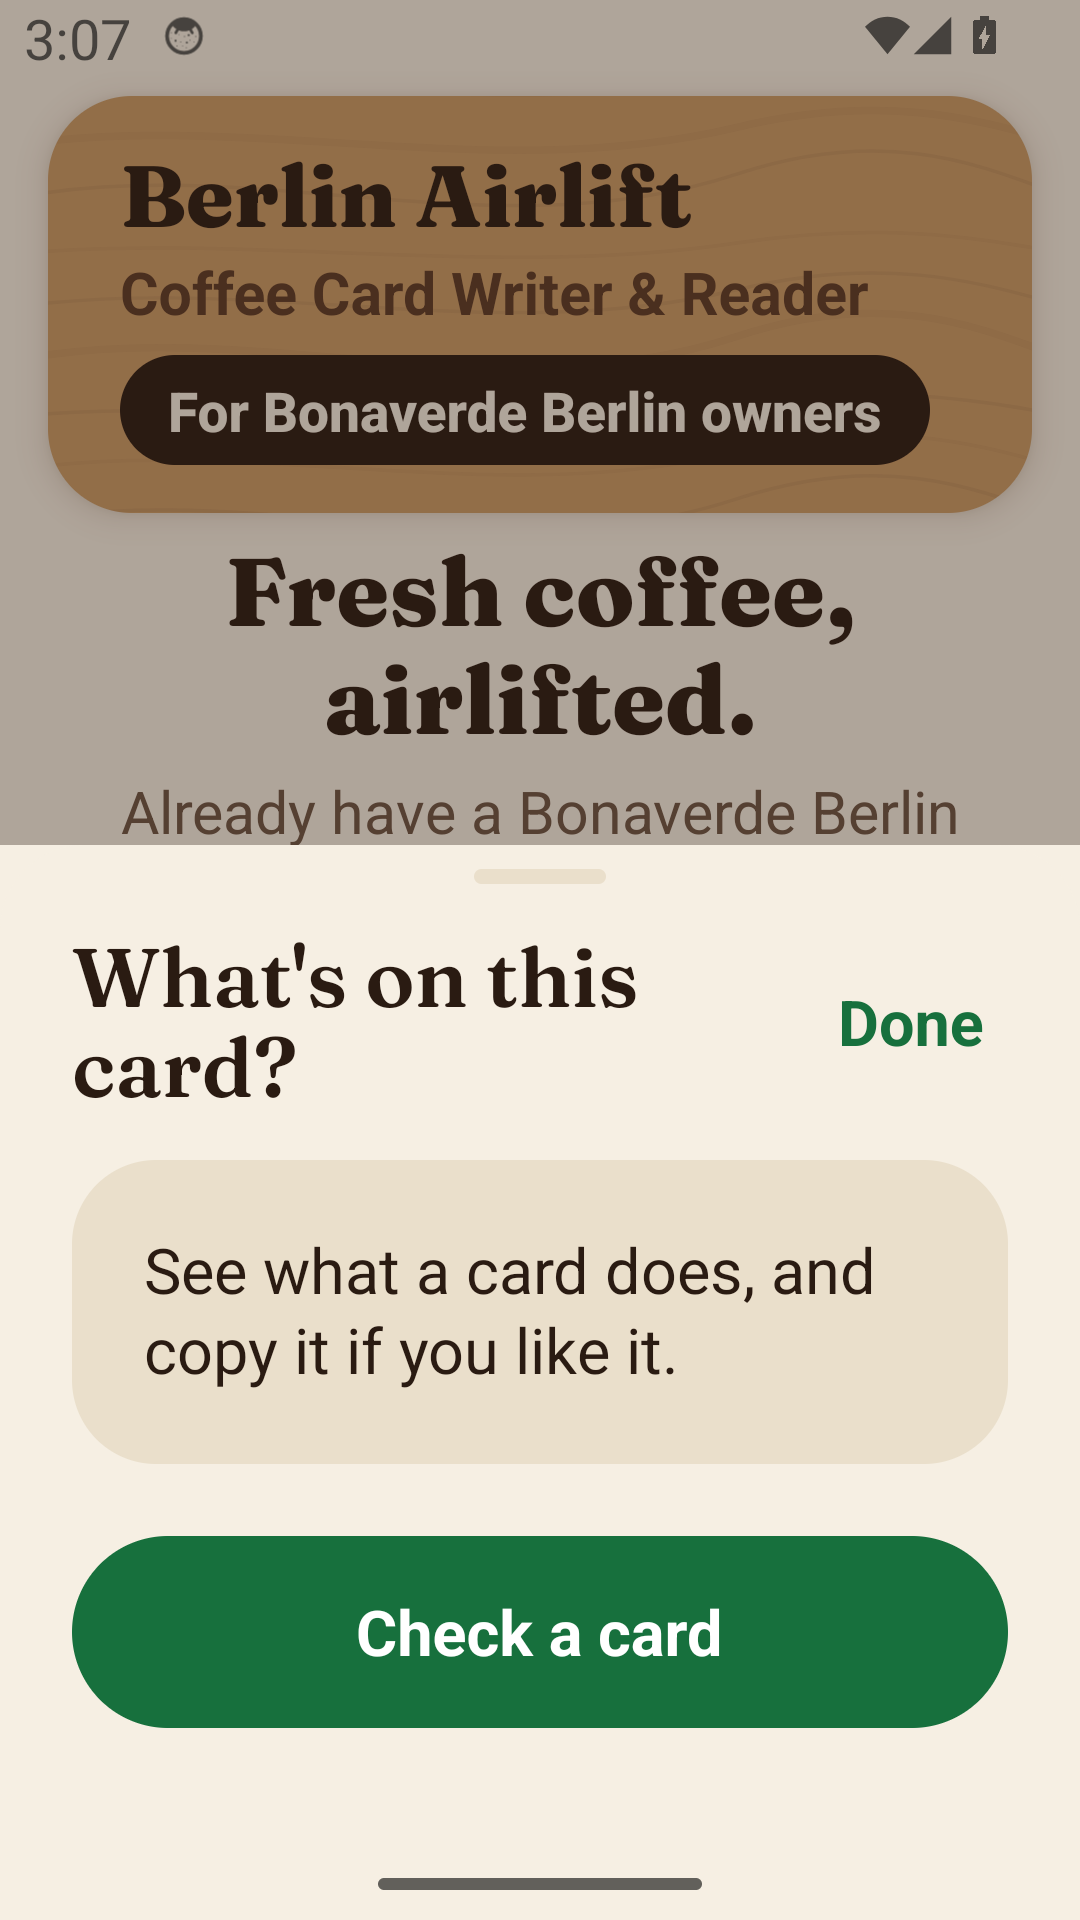 3:07
Berlin Airlift
Coffee Card Writer & Reader
For Bonaverde Berlin owners
Fresh coffee,
airlifted.
Already have a Bonaverde Berlin
What's on this
card?
Done
See what a card does, and
copy it if you like it.
Check a card